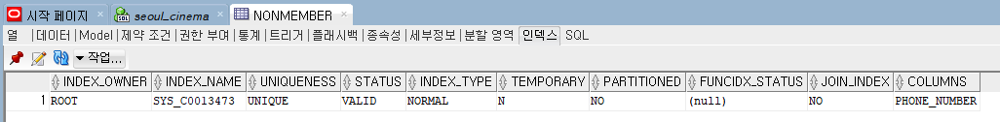 시작 페이지 seoul_cinema NONMEMBER
열 |데이터 |Model |제약 조건 |권한 부여 |통계 |트리거 |플래시백 |종속성 |세부정보 |분할 영역 |인덱스 |SQL
작업...
INDEX_OWNER INDEX_NAME UNIQUENESS STATUS INDEX_TYPE TEMPORARY PARTITIONED FUNCIDX_STATUS JOIN_INDEX COLUMNS
1 ROOT SYS_C0013473 UNIQUE VALID NORMAL N NO (null) NO PHONE_NUMBER